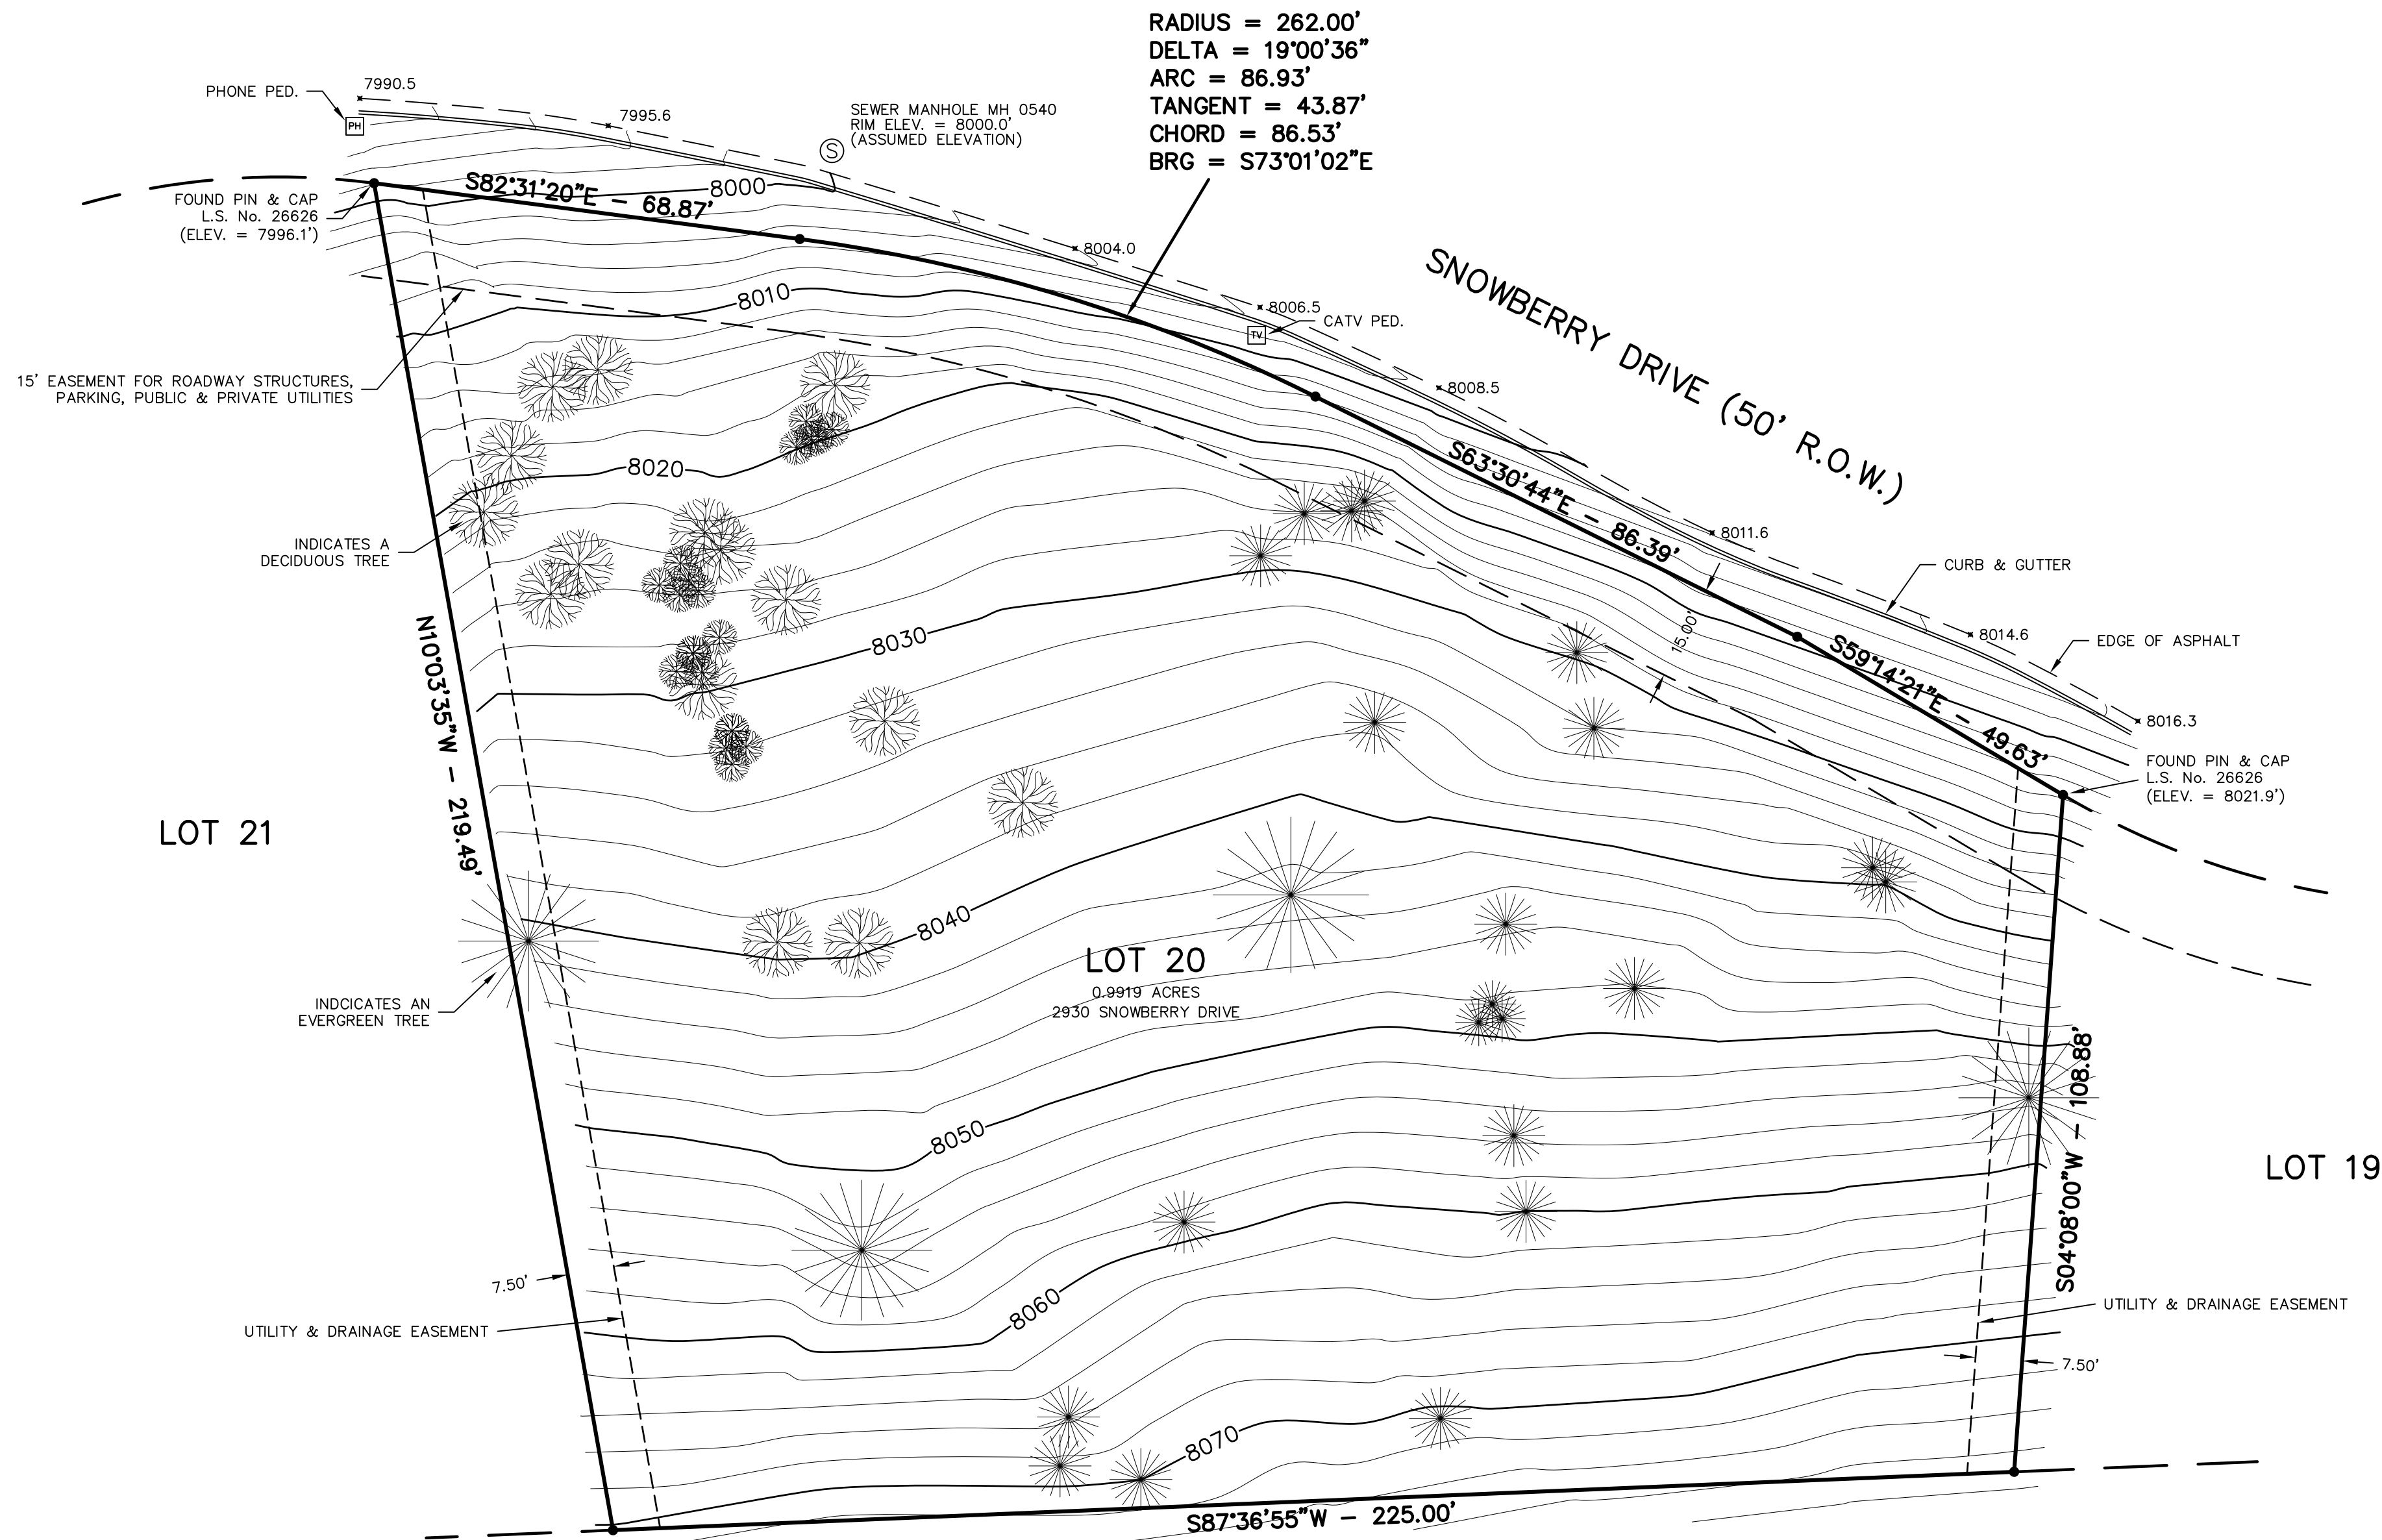 RADIUS = 262.00'
DELTA = 19°00'36"
ARC = 86.93'
TANGENT = 43.87'
CHORD = 86.53'
BRG = S73°01'02"E
7990.5
PHONE PED.
PH
7995.6
SEWER MANHOLE MH 0540
RIM ELEV. = 8000.0'
(ASSUMED ELEVATION)
S
FOUND PIN & CAP
L.S. No. 26626
(ELEV. = 7996.1')
S82°31'20"E - 68.87'
8000
8004.0
8006.5
TV
CATV PED.
SNOWBERRY DRIVE (50' R.O.W.)
8010
15' EASEMENT FOR ROADWAY STRUCTURES,
PARKING, PUBLIC & PRIVATE UTILITIES
8008.5
8020
S63°30'44"E - 86.39'
INDICATES A
DECIDUOUS TREE
8011.6
CURB & GUTTER
8014.6
EDGE OF ASPHALT
15.00'
8030
S59°14'21"E - 49.63'
8016.3
FOUND PIN & CAP
L.S. No. 26626
(ELEV. = 8021.9')
N10°03'35"W - 219.49'
LOT 21
8040
LOT 20
0.9919 ACRES
2930 SNOWBERRY DRIVE
INDCICATES AN
EVERGREEN TREE
8050
S04°08'00"W - 108.88'
LOT 19
7.50'
UTILITY & DRAINAGE EASEMENT
8060
UTILITY & DRAINAGE EASEMENT
7.50'
8070
S87°36'55"W - 225.00'